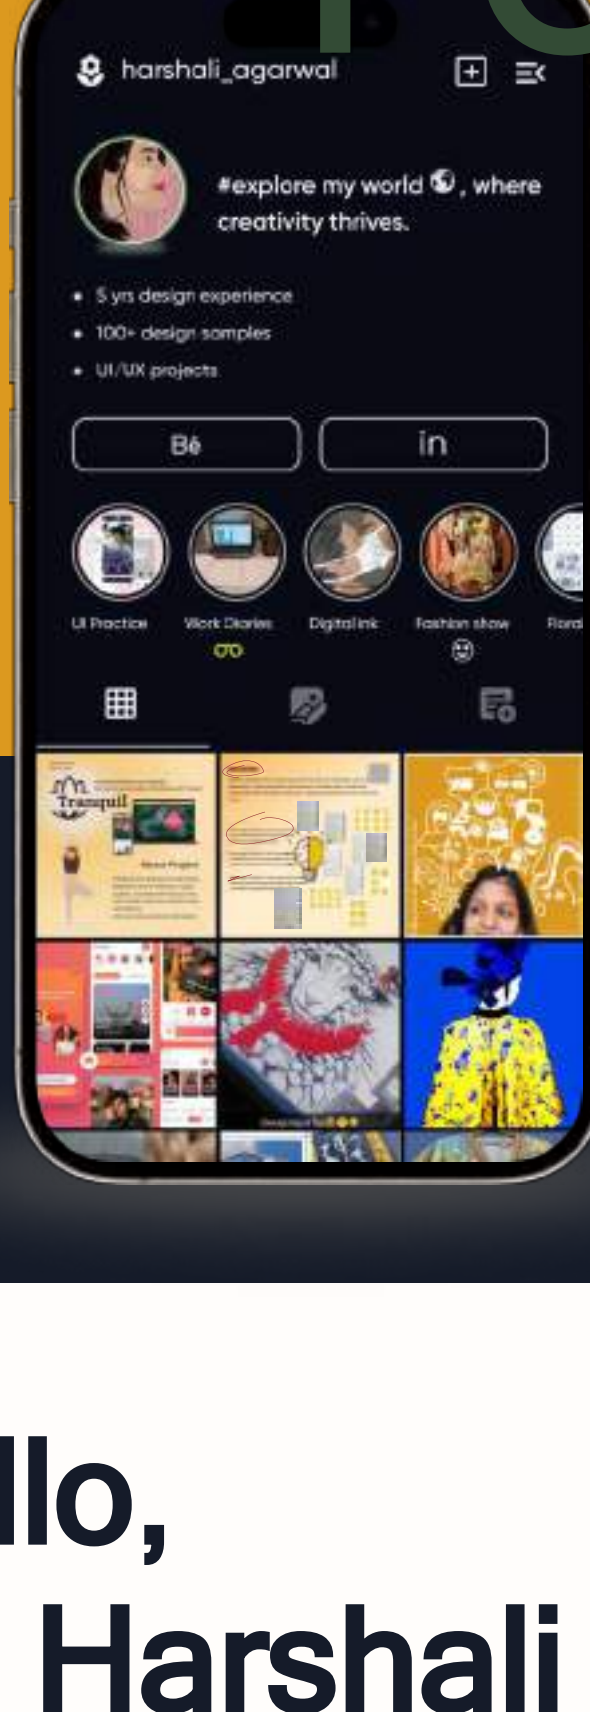 harshali_agarwal
#explore my world 🌎, where
creativity thrives.
• 5 yrs design experience
• 100+ design samples
• UI/UX projects
Bē
in
UI Practice
Work Diaries
Digital ink
Fashion show
Floral
Tranquil
llo,
Harshali